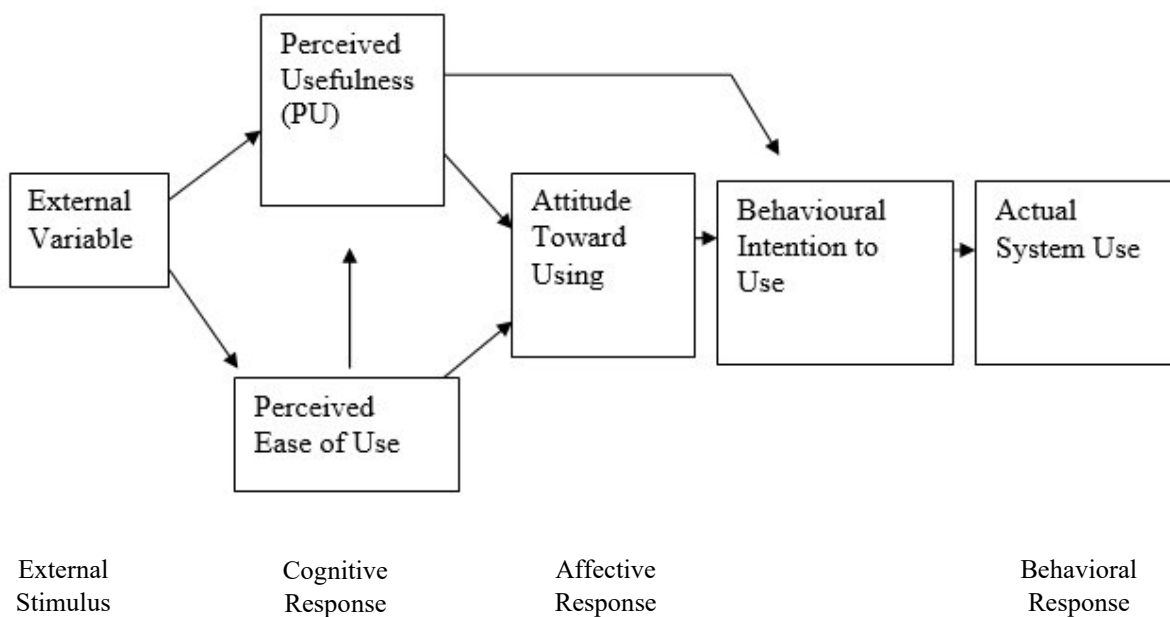 Perceived
Usefulness
(PU)
External
Variable
Attitude
Toward
Using
Behavioural
Intention to
Use
Actual
System Use
Perceived
Ease of Use
External
Stimulus
Cognitive
Response
Affective
Response
Behavioral
Response